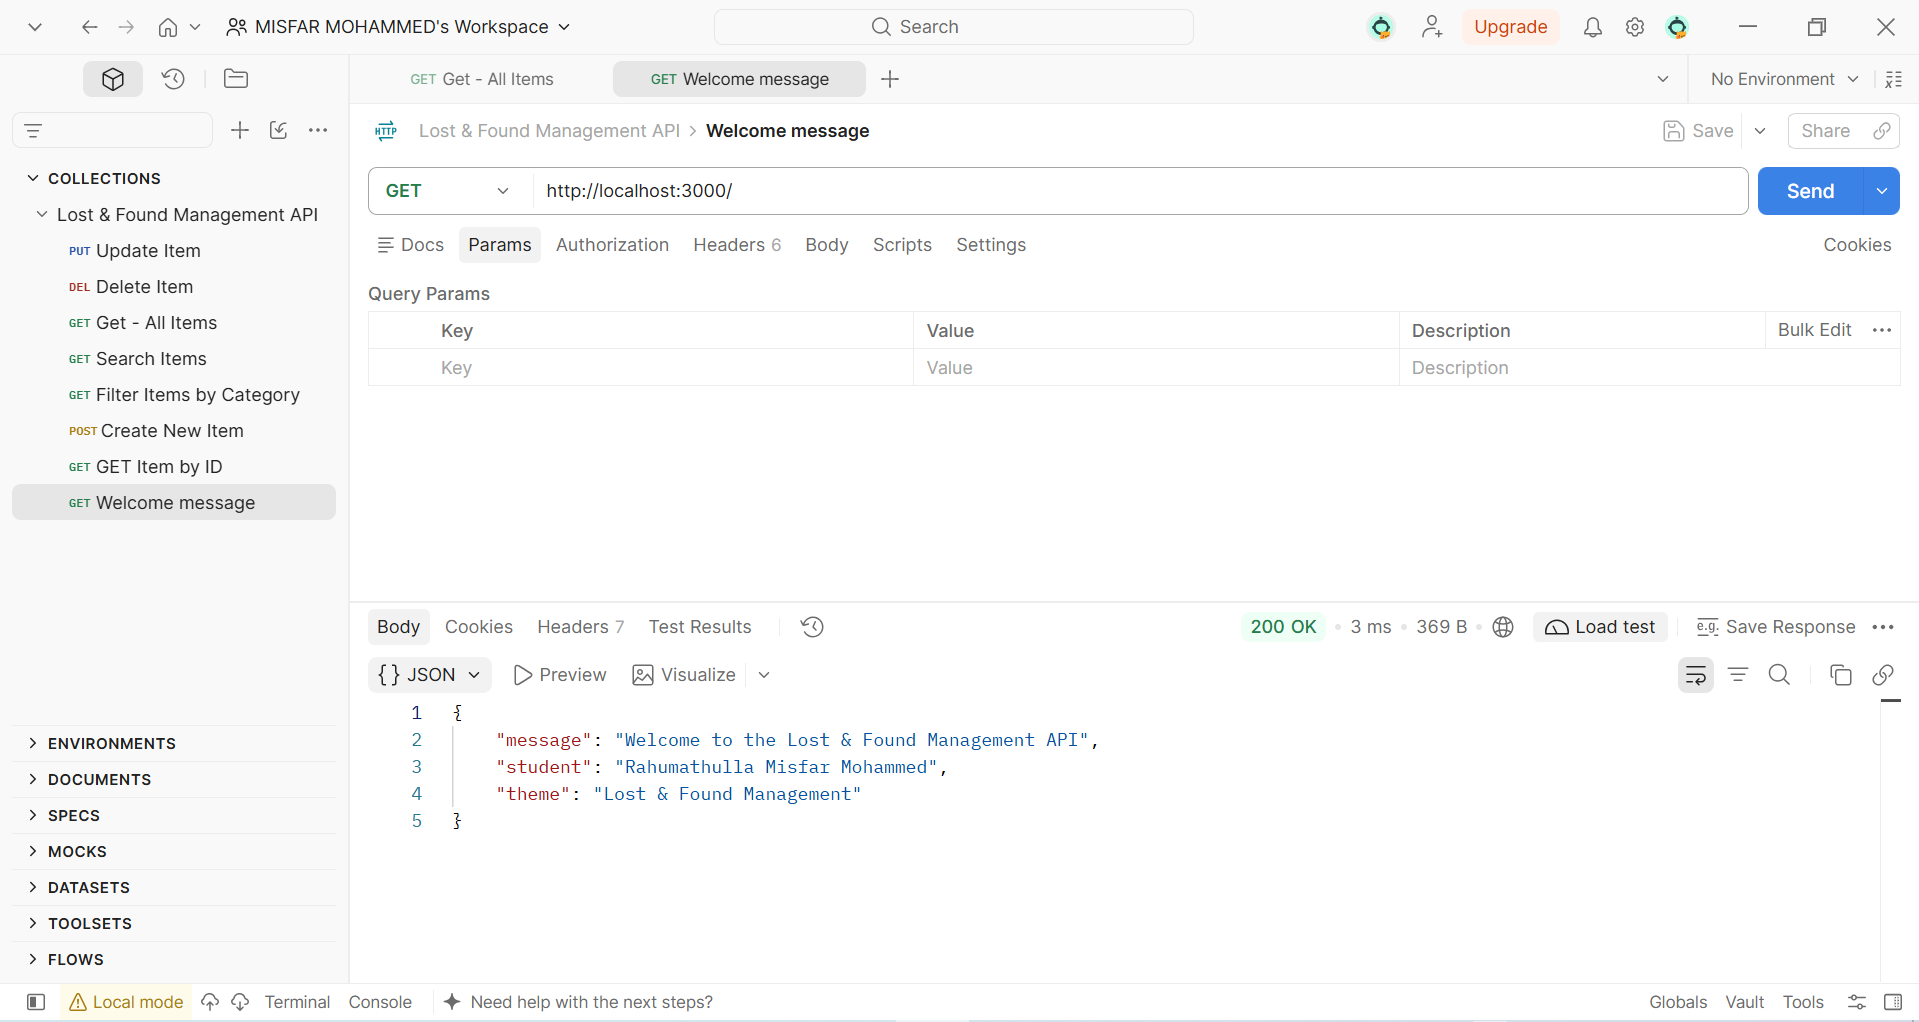 MISFAR MOHAMMED's Workspace
Search
Upgrade
GET Get - All Items
GET Welcome message
No Environment
HTTP Lost & Found Management API > Welcome message
Save
Share
COLLECTIONS
Lost & Found Management API
PUT Update Item
DEL Delete Item
GET Get - All Items
GET Search Items
GET Filter Items by Category
POST Create New Item
GET GET Item by ID
GET Welcome message
ENVIRONMENTS
DOCUMENTS
SPECS
MOCKS
DATASETS
TOOLSETS
FLOWS
GET http://localhost:3000/
Send
Docs Params Authorization Headers 6 Body Scripts Settings Cookies
Query Params
Key Value Description Bulk Edit
Key Value Description
Body Cookies Headers 7 Test Results
200 OK • 3 ms • 369 B •
Load test
e.g. Save Response
{} JSON Preview Visualize
1 {
2 "message": "Welcome to the Lost & Found Management API",
3 "student": "Rahumathulla Misfar Mohammed",
4 "theme": "Lost & Found Management"
5 }
Local mode Terminal Console Need help with the next steps?
Globals Vault Tools